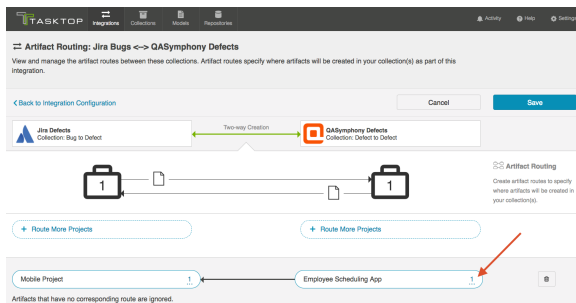 TASKTOP
Integrations
Collections
Models
Repositories
Activity
Help
Settings
Artifact Routing: Jira Bugs <--> QASymphony Defects
View and manage the artifact routes between these collections. Artifact routes specify where artifacts will be created in your collection(s) as part of this
integration.
Back to Integration Configuration
Cancel
Save
Jira Defects
Collection: Bug to Defect
Two-way Creation
QASymphony Defects
Collection: Defect to Defect
1
1
Artifact Routing
Create artifact routes to specify
where artifacts will be created in
your collection(s).
+ Route More Projects
+ Route More Projects
Mobile Project
1
Employee Scheduling App
1
Artifacts that have no corresponding route are ignored.